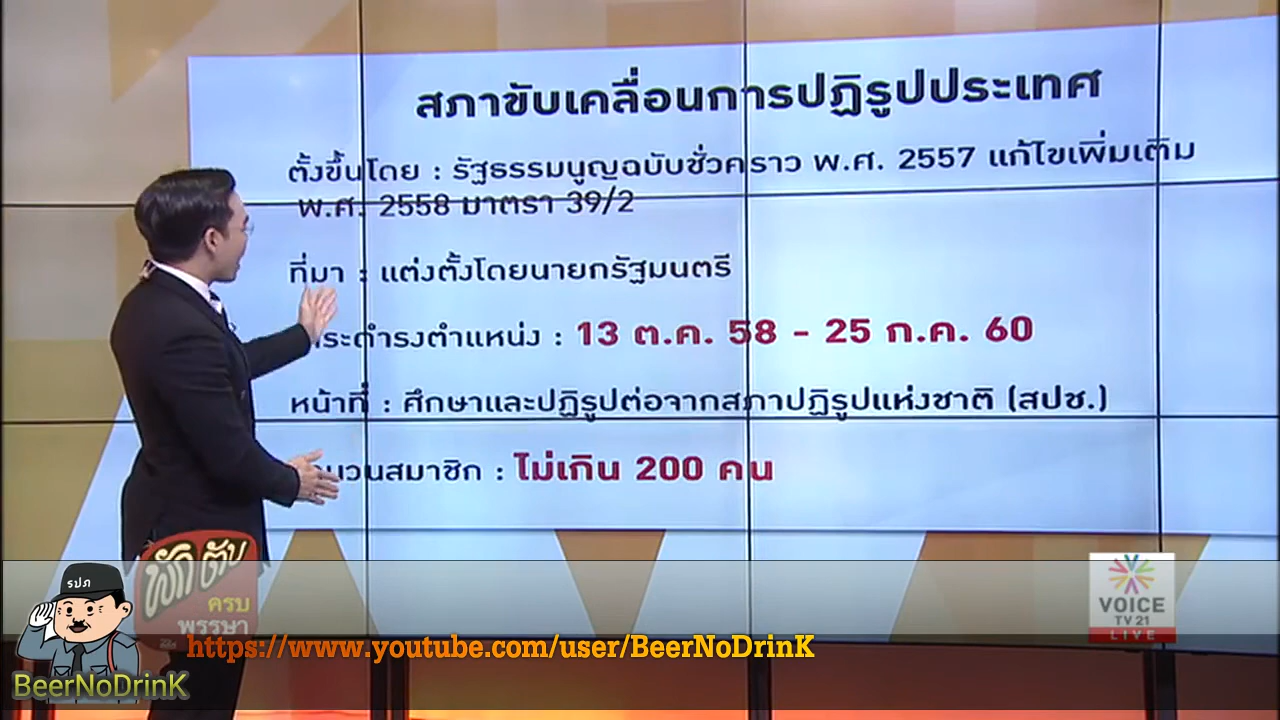 สภาขับเคลื่อนการปฏิรูปประเทศ
ตั้งขึ้นโดย : รัฐธรรมนูญฉบับชั่วคราว พ.ศ. 2557 แก้ไขเพิ่มเติม
พ.ศ. 2558 มาตรา 39/2
ที่มา : แต่งตั้งโดยนายกรัฐมนตรี
ระดำรงตำแหน่ง : 13 ต.ค. 58 - 25 ก.ค. 60
หน้าที่ : ศึกษาและปฏิรูปต่อจากสภาปฏิรูปแห่งชาติ (สปช.)
นวนสมาชิก : ไม่เกิน 200 คน
พักตับ
ครบ
พรรษา
รปภ
VOICE
TV 21
LIVE
https://www.youtube.com/user/BeerNoDrinK
BeerNoDrinK